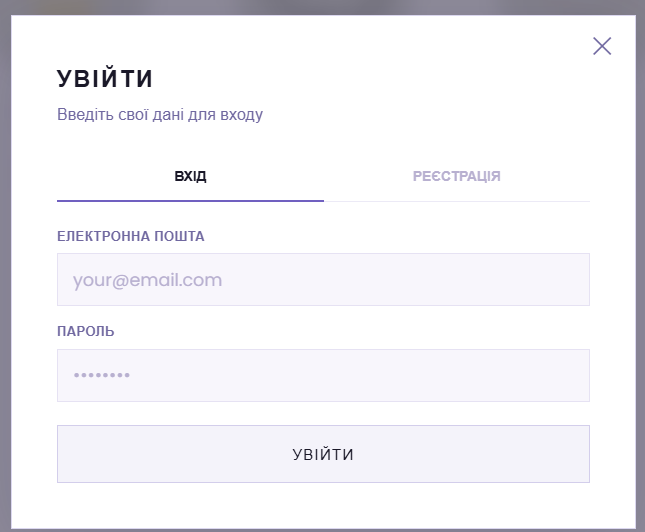 УВІЙТИ
Введіть свої дані для входу
ВХІД
РЕЄСТРАЦІЯ
ЕЛЕКТРОННА ПОШТА
your@email.com
ПАРОЛЬ
••••••••
УВІЙТИ